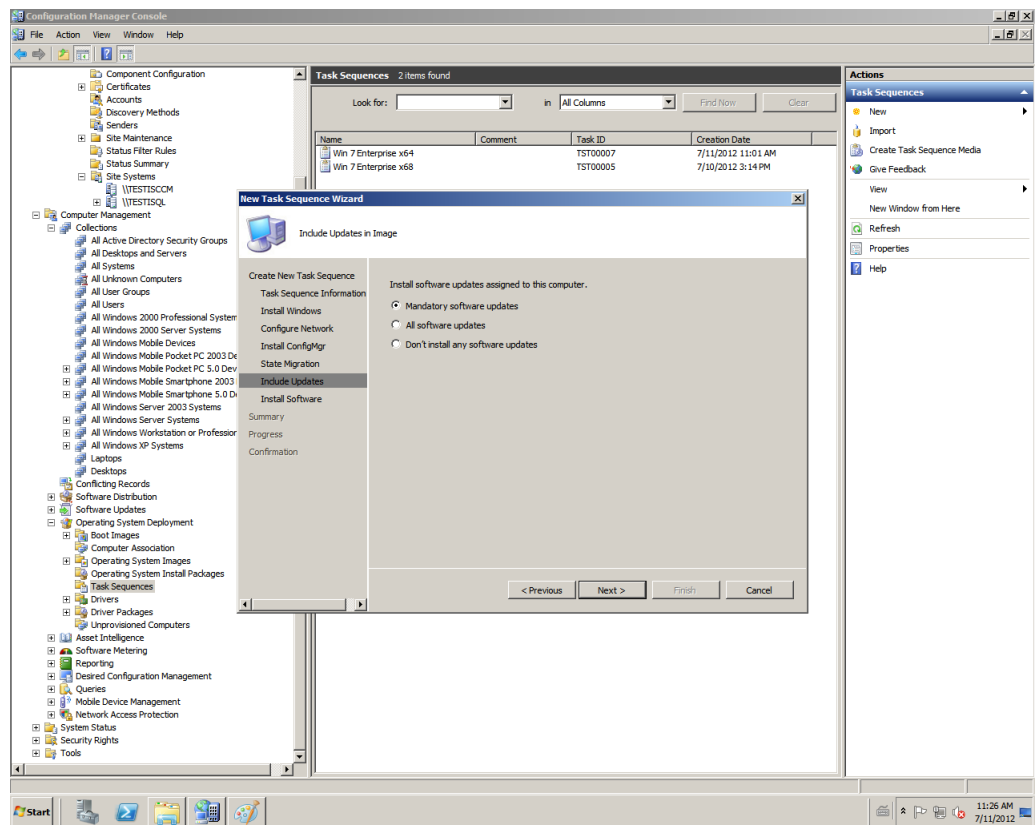 Configuration Manager Console
File Action View Window Help
Component Configuration
Certificates
Accounts
Discovery Methods
Senders
Site Maintenance
Status Filter Rules
Status Summary
Site Systems
\\TESTISCCM
\\TESTISQL
Computer Management
Collections
All Active Directory Security Groups
All Desktops and Servers
All Systems
All Unknown Computers
All User Groups
All Users
All Windows 2000 Professional System
All Windows 2000 Server Systems
All Windows Mobile Devices
All Windows Mobile Pocket PC 2003 De
All Windows Mobile Pocket PC 5.0 Dev
All Windows Mobile Smartphone 2003
All Windows Mobile Smartphone 5.0 D
All Windows Server 2003 Systems
All Windows Server Systems
All Windows Workstation or Profession
All Windows XP Systems
Laptops
Desktops
Conflicting Records
Software Distribution
Software Updates
Operating System Deployment
Boot Images
Computer Association
Operating System Images
Operating System Install Packages
Task Sequences
Drivers
Driver Packages
Unprovisioned Computers
Asset Intelligence
Software Metering
Reporting
Desired Configuration Management
Queries
Mobile Device Management
Network Access Protection
System Status
Security Rights
Tools
Task Sequences 2 items found
Look for: in All Columns Find Now Clear
Name Comment Task ID Creation Date
Win 7 Enterprise x64 TST00007 7/11/2012 11:01 AM
Win 7 Enterprise x68 TST00005 7/10/2012 3:14 PM
New Task Sequence Wizard
Include Updates in Image
Create New Task Sequence
Task Sequence Information
Install Windows
Configure Network
Install ConfigMgr
State Migration
Include Updates
Install Software
Summary
Progress
Confirmation
Install software updates assigned to this computer.
Mandatory software updates
All software updates
Don't install any software updates
< Previous Next > Finish Cancel
Actions
Task Sequences
New
Import
Create Task Sequence Media
Give Feedback
View
New Window from Here
Refresh
Properties
Help
Start
11:26 AM
7/11/2012